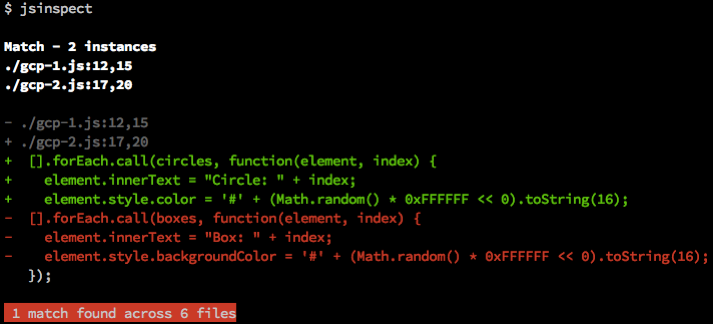 $ jsinspect
Match - 2 instances
./gcp-1.js:12,15
./gcp-2.js:17,20
- ./gcp-1.js:12,15
+ ./gcp-2.js:17,20
+  [].forEach.call(circles, function(element, index) {
+    element.innerText = "Circle: " + index;
+    element.style.color = '#' + (Math.random() * 0xFFFFFF << 0).toString(16);
-  [].forEach.call(boxes, function(element, index) {
-    element.innerText = "Box: " + index;
-    element.style.backgroundColor = '#' + (Math.random() * 0xFFFFFF << 0).toString(16);
   });
1 match found across 6 files